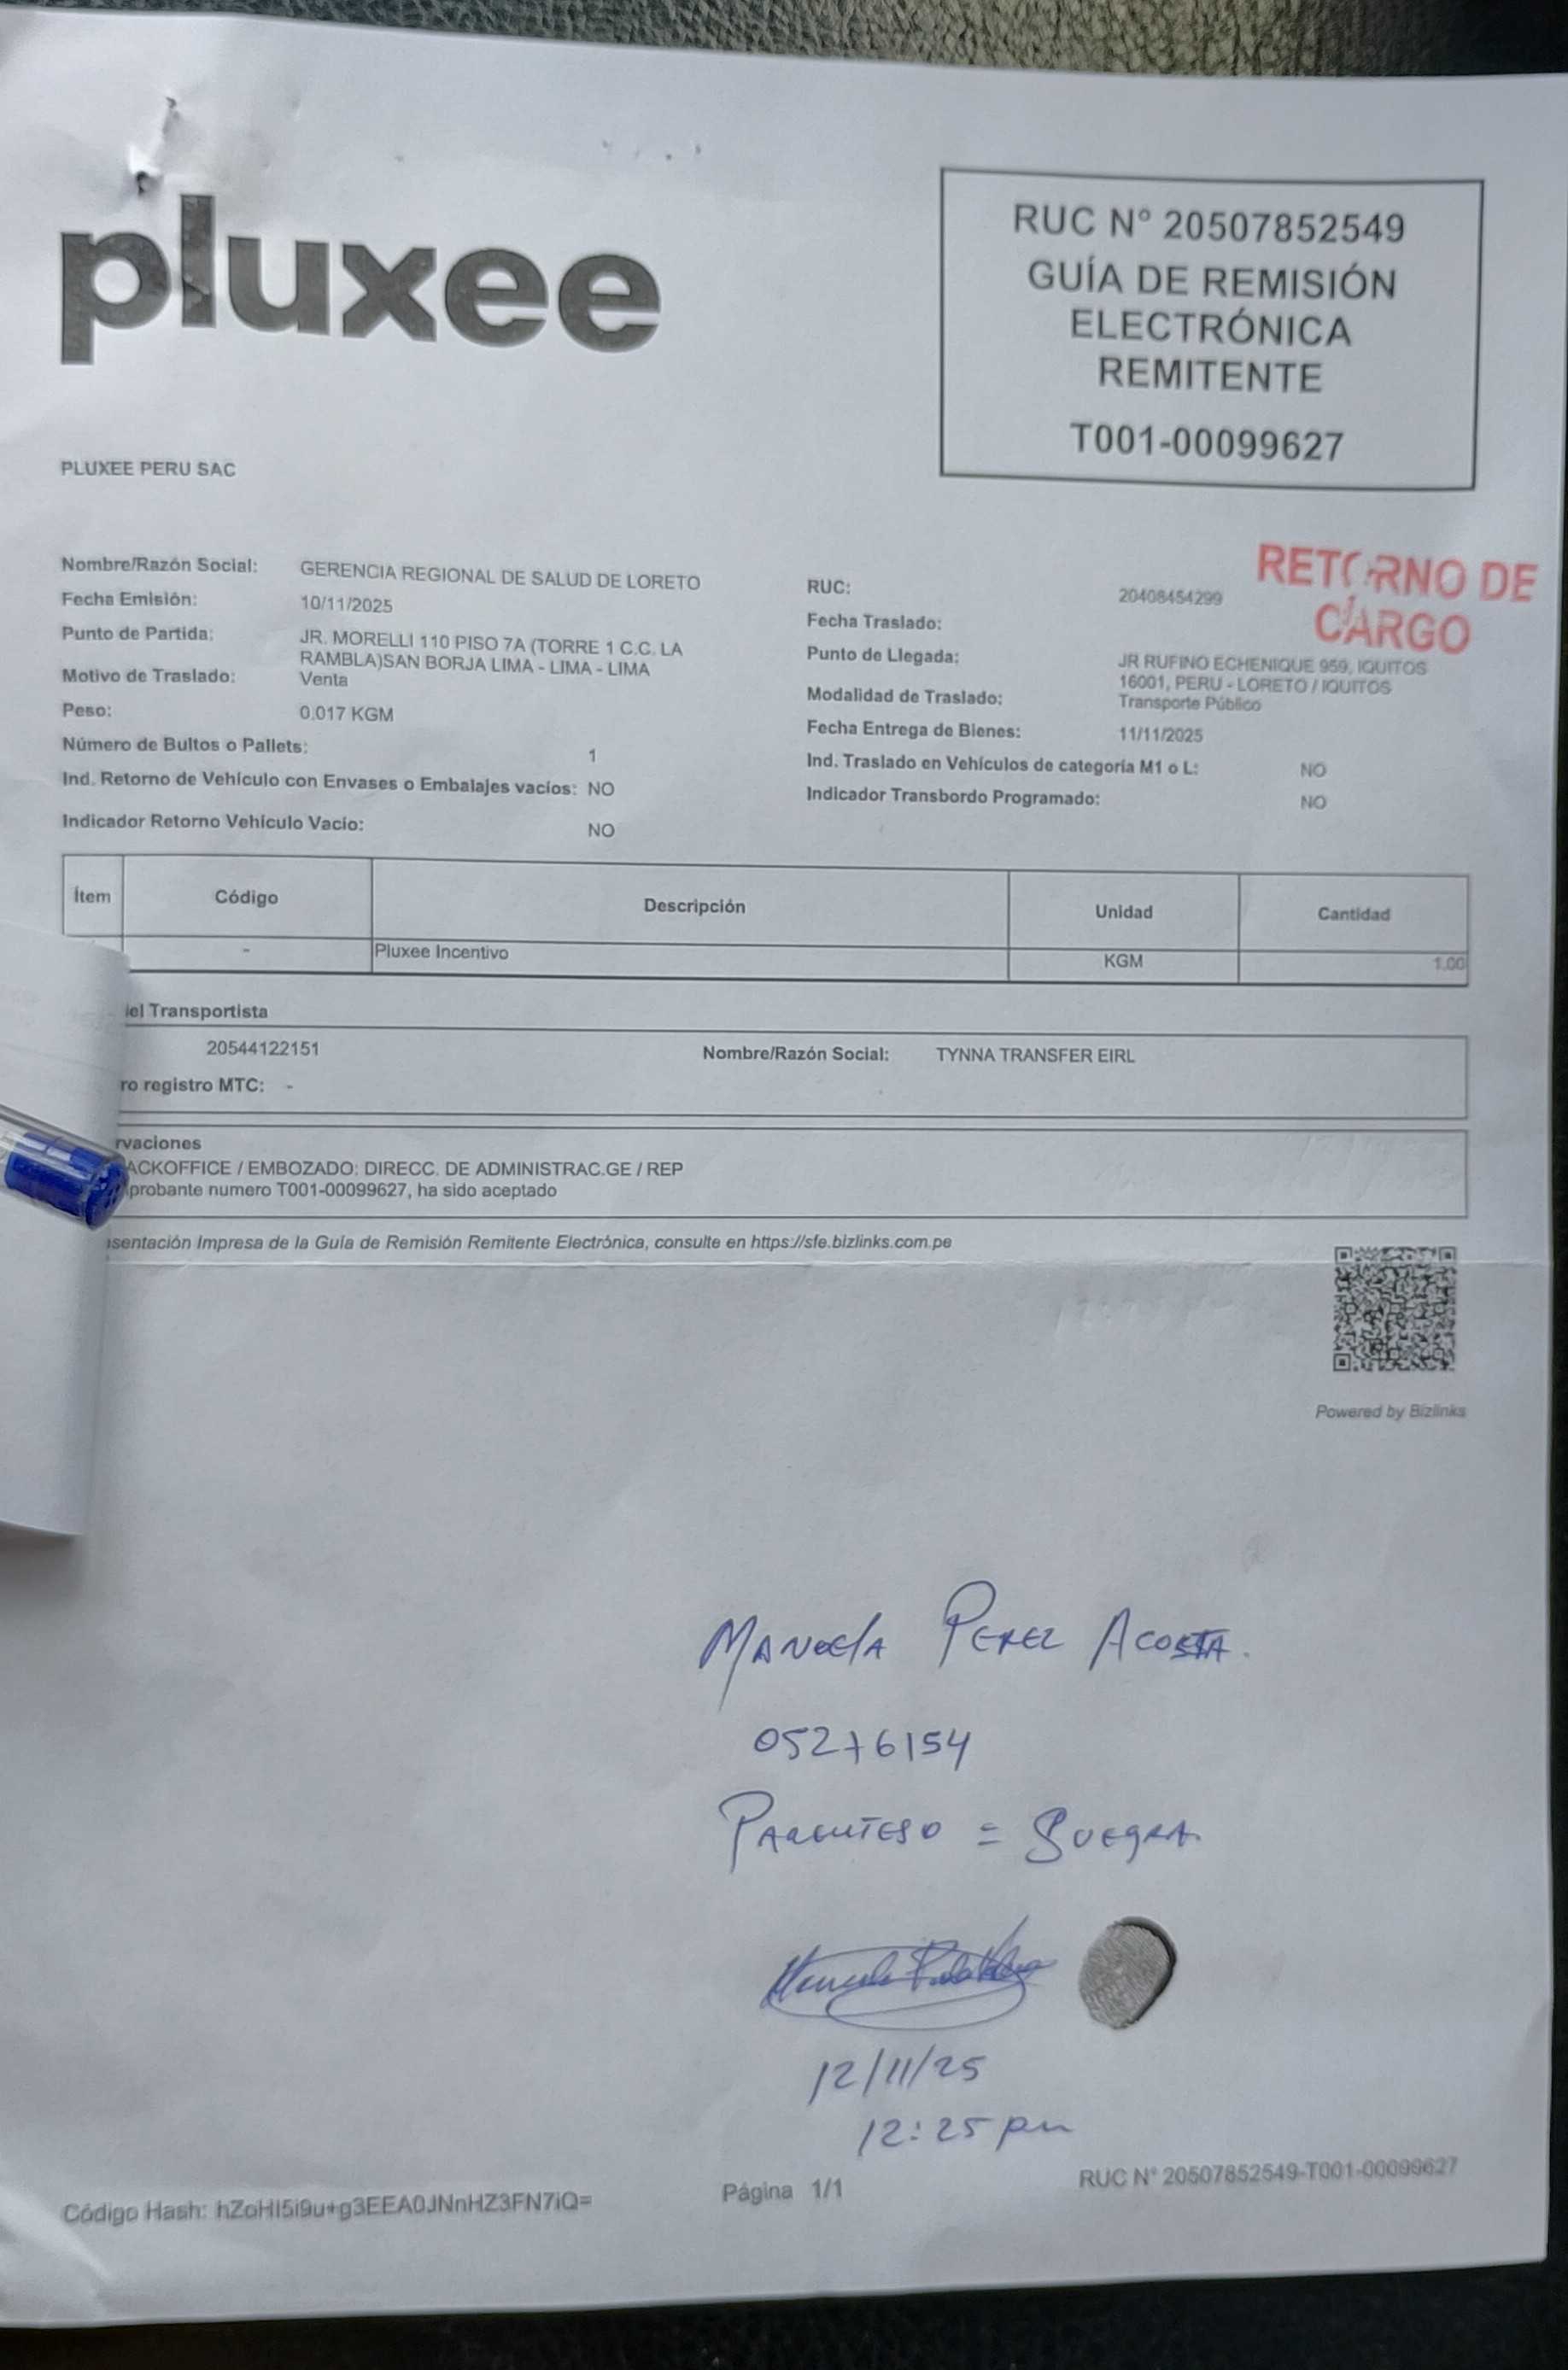 pluxee
RUC N° 20507852549
GUÍA DE REMISIÓN
ELECTRÓNICA
REMITENTE
T001-00099627
PLUXEE PERU SAC
RETORNO DE
CARGO
Nombre/Razón Social: GERENCIA REGIONAL DE SALUD DE LORETO
Fecha Emisión: 10/11/2025
Punto de Partida: JR. MORELLI 110 PISO 7A (TORRE 1 C.C. LA
RAMBLA)SAN BORJA LIMA - LIMA - LIMA
Motivo de Traslado: Venta
Peso: 0.017 KGM
Número de Bultos o Pallets: 1
Ind. Retorno de Vehículo con Envases o Embalajes vacíos: NO
Indicador Retorno Vehículo Vacío: NO
RUC: 20408454299
Fecha Traslado:
Punto de Llegada: JR RUFINO ECHENIQUE 959, IQUITOS
16001, PERU - LORETO / IQUITOS
Modalidad de Traslado: Transporte Público
Fecha Entrega de Bienes: 11/11/2025
Ind. Traslado en Vehículos de categoría M1 o L: NO
Indicador Transbordo Programado: NO
Ítem Código Descripción Unidad Cantidad
- Pluxee Incentivo KGM 1.00
del Transportista
20544122151 Nombre/Razón Social: TYNNA TRANSFER EIRL
ro registro MTC: -
rvaciones
ACKOFFICE / EMBOZADO: DIRECC. DE ADMINISTRAC.GE / REP
probante numero T001-00099627, ha sido aceptado
sentación Impresa de la Guía de Remisión Remitente Electrónica, consulte en https://sfe.bizlinks.com.pe
Powered by Bizlinks
MANUELA PEREZ ACOSTA.
05276154
PARENTESO = SUEGRA
12/11/25
12:25 pm
Código Hash: hZoHI5i9u+g3EEA0JNnHZ3FN7iQ=
Página 1/1
RUC N° 20507852549-T001-00099627